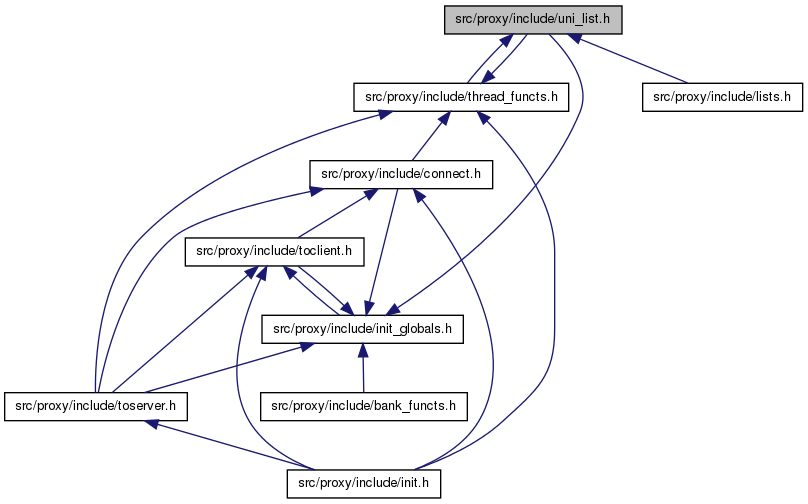 src/proxy/include/uni_list.h
src/proxy/include/thread_functs.h
src/proxy/include/lists.h
src/proxy/include/connect.h
src/proxy/include/toclient.h
src/proxy/include/init_globals.h
src/proxy/include/toserver.h
src/proxy/include/bank_functs.h
src/proxy/include/init.h